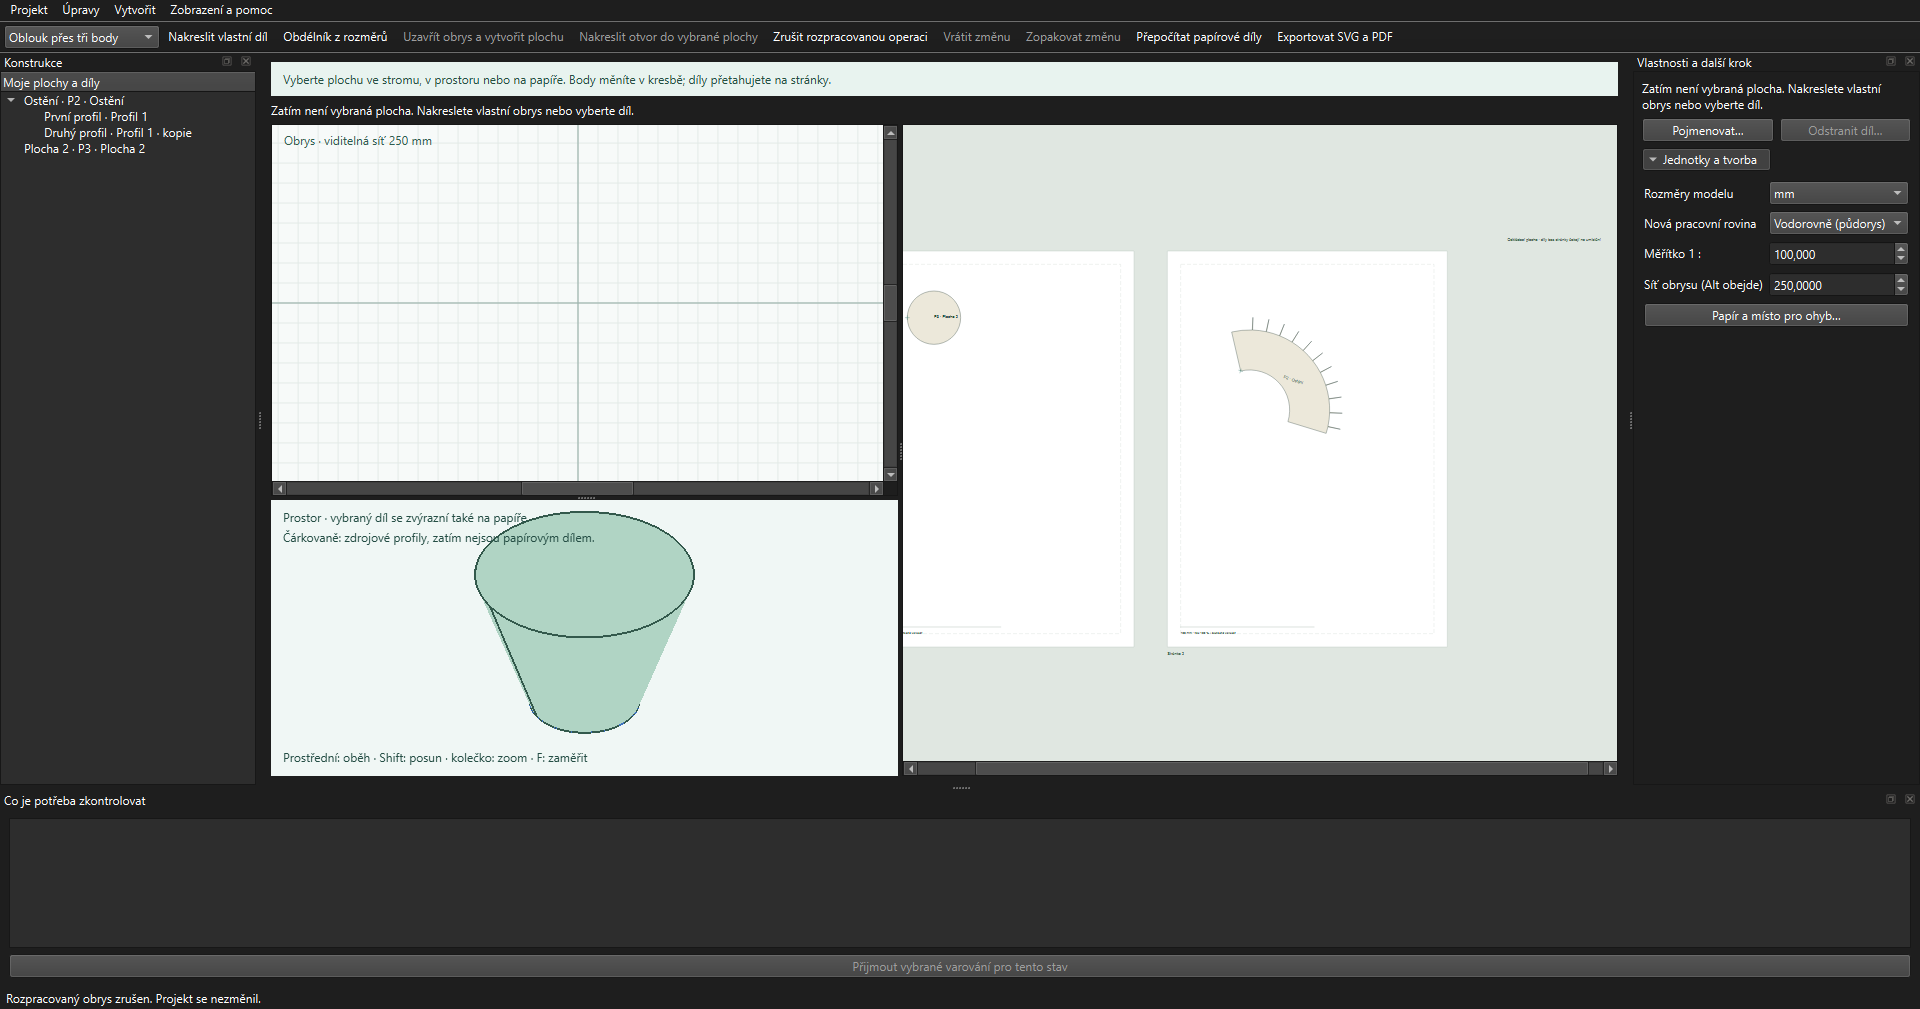 Projekt Úpravy Vytvořit Zobrazení a pomoc
Oblouk přes tři body Nakreslit vlastní díl Obdélník z rozměrů Uzavřít obrys a vytvořit plochu Nakreslit otvor do vybrané plochy Zrušit rozpracovanou operaci Vrátit změnu Zopakovat změnu Přepočítat papírové díly Exportovat SVG a PDF
Konstrukce
Moje plochy a díly
Ostění · P2 · Ostění
První profil · Profil 1
Druhý profil · Profil 1 · kopie
Plocha 2 · P3 · Plocha 2
Vyberte plochu ve stromu, v prostoru nebo na papíře. Body měníte v kresbě; díly přetahujete na stránky.
Zatím není vybraná plocha. Nakreslete vlastní obrys nebo vyberte díl.
Obrys · viditelná síť 250 mm
Prostor · vybraný díl se zvýrazní také na papíře.
Čárkovaně: zdrojové profily, zatím nejsou papírovým dílem.
Prostřední: oběh · Shift: posun · kolečko: zoom · F: zaměřit
P3 · Plocha 2
P2 · Ostění
Stránka 2
Vlastnosti a další krok
Zatím není vybraná plocha. Nakreslete vlastní
obrys nebo vyberte díl.
Pojmenovat... Odstranit díl...
Jednotky a tvorba
Rozměry modelu mm
Nová pracovní rovina Vodorovně (půdorys)
Měřítko 1 : 100,000
Síť obrysu (Alt obejde) 250,0000
Papír a místo pro ohyb...
Co je potřeba zkontrolovat
Přijmout vybrané varování pro tento stav
Rozpracovaný obrys zrušen. Projekt se nezměnil.